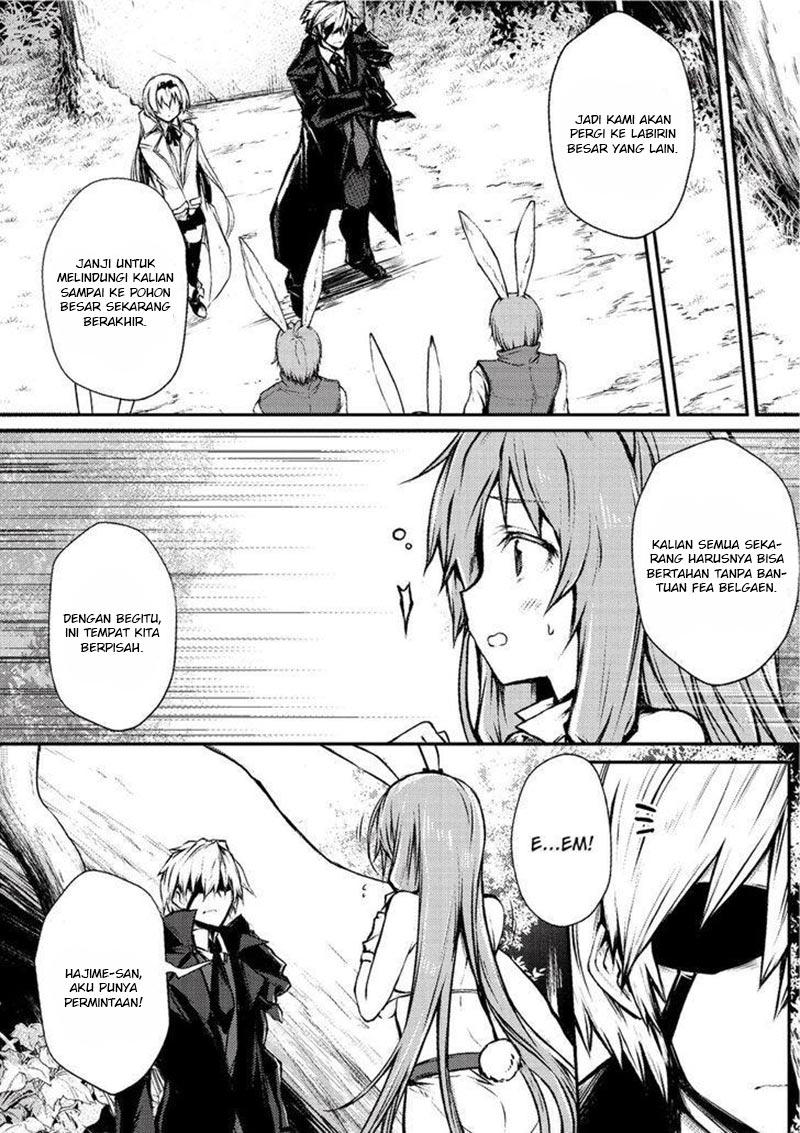 JADI KAMI AKAN
PERGI KE LABIRIN
BESAR YANG LAIN.
JANJI UNTUK
MELINDUNGI KALIAN
SAMPAI KE POHON
BESAR SEKARANG
BERAKHIR.
KALIAN SEMUA SEKA-
RANG HARUSNYA BISA
BERTAHAN TANPA BAN-
TUAN FEA BELGAEN.
DENGAN BEGITU,
INI TEMPAT KITA
BERPISAH.
E...EM!
HAJIME-SAN,
AKU PUNYA
PERMINTAAN!